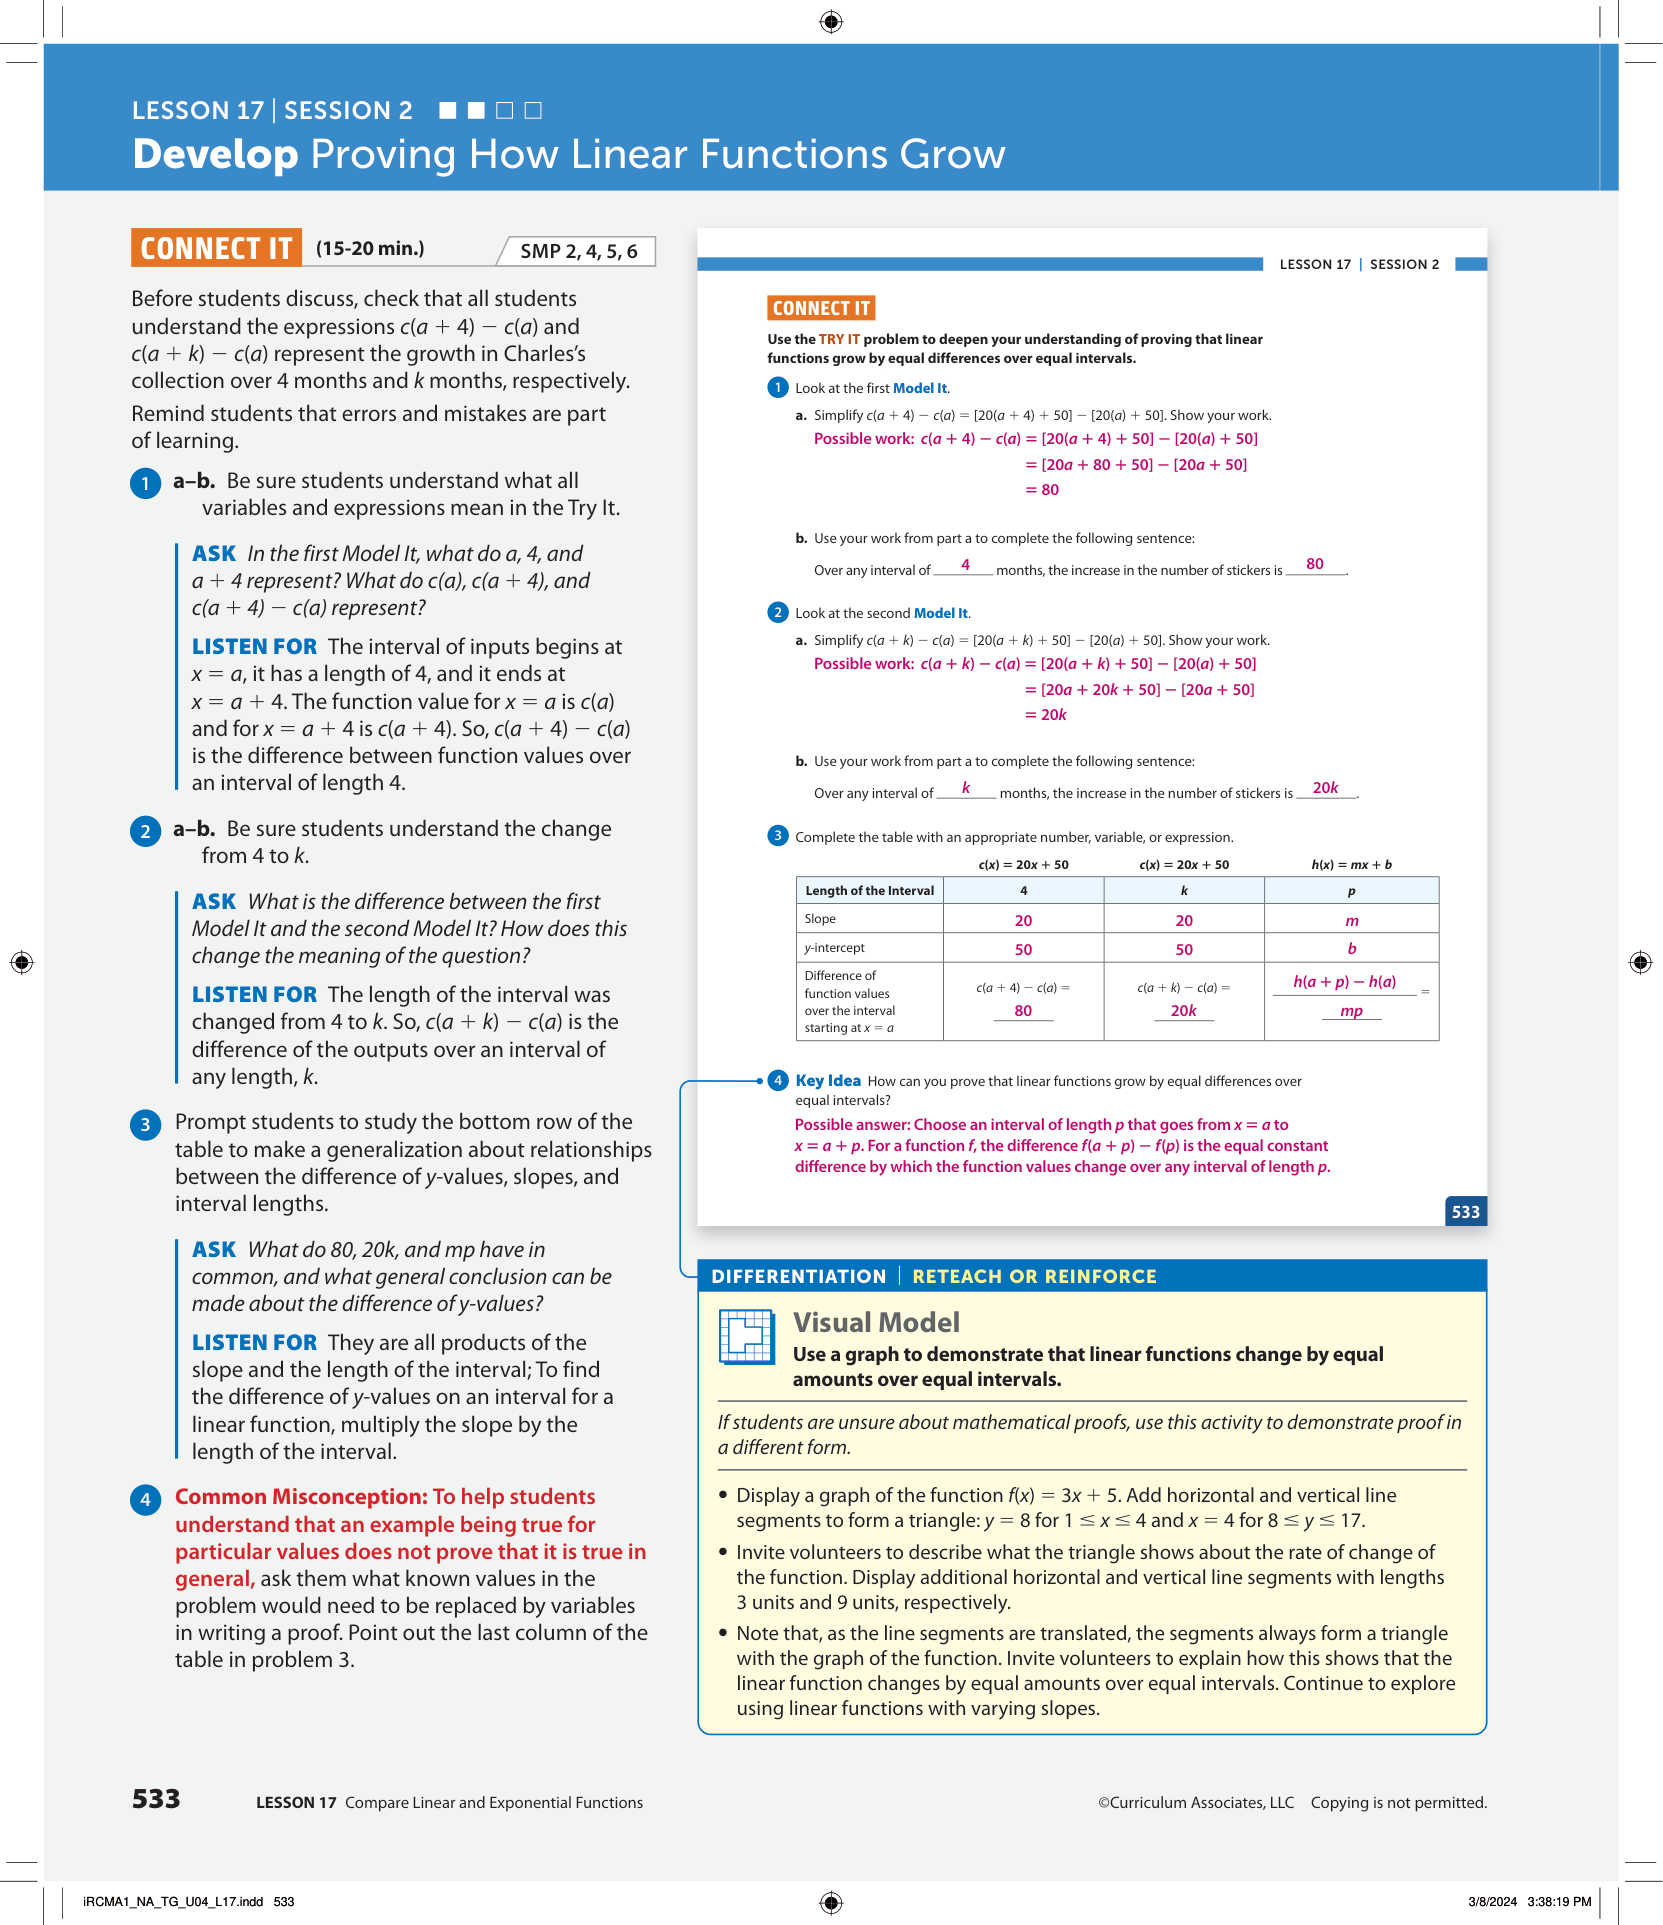 LESSON 17 | SESSION 2
Develop Proving How Linear Functions Grow
CONNECT IT (15-20 min.) SMP 2, 4, 5, 6
Before students discuss, check that all students
understand the expressions c(a + 4) − c(a) and
c(a + k) − c(a) represent the growth in Charles's
collection over 4 months and k months, respectively.
Remind students that errors and mistakes are part
of learning.
1 a–b. Be sure students understand what all
variables and expressions mean in the Try It.
ASK In the first Model It, what do a, 4, and
a + 4 represent? What do c(a), c(a + 4), and
c(a + 4) − c(a) represent?
LISTEN FOR The interval of inputs begins at
x = a, it has a length of 4, and it ends at
x = a + 4. The function value for x = a is c(a)
and for x = a + 4 is c(a + 4). So, c(a + 4) − c(a)
is the difference between function values over
an interval of length 4.
2 a–b. Be sure students understand the change
from 4 to k.
ASK What is the difference between the first
Model It and the second Model It? How does this
change the meaning of the question?
LISTEN FOR The length of the interval was
changed from 4 to k. So, c(a + k) − c(a) is the
difference of the outputs over an interval of
any length, k.
3 Prompt students to study the bottom row of the
table to make a generalization about relationships
between the difference of y-values, slopes, and
interval lengths.
ASK What do 80, 20k, and mp have in
common, and what general conclusion can be
made about the difference of y-values?
LISTEN FOR They are all products of the
slope and the length of the interval; To find
the difference of y-values on an interval for a
linear function, multiply the slope by the
length of the interval.
4 Common Misconception: To help students
understand that an example being true for
particular values does not prove that it is true in
general, ask them what known values in the
problem would need to be replaced by variables
in writing a proof. Point out the last column of the
table in problem 3.
LESSON 17 | SESSION 2
CONNECT IT
Use the TRY IT problem to deepen your understanding of proving that linear
functions grow by equal differences over equal intervals.
1 Look at the first Model It.
a. Simplify c(a + 4) − c(a) = [20(a + 4) + 50] − [20(a) + 50]. Show your work.
Possible work: c(a + 4) − c(a) = [20(a + 4) + 50] − [20(a) + 50]
= [20a + 80 + 50] − [20a + 50]
= 80
b. Use your work from part a to complete the following sentence:
Over any interval of 4 months, the increase in the number of stickers is 80.
2 Look at the second Model It.
a. Simplify c(a + k) − c(a) = [20(a + k) + 50] − [20(a) + 50]. Show your work.
Possible work: c(a + k) − c(a) = [20(a + k) + 50] − [20(a) + 50]
= [20a + 20k + 50] − [20a + 50]
= 20k
b. Use your work from part a to complete the following sentence:
Over any interval of k months, the increase in the number of stickers is 20k.
3 Complete the table with an appropriate number, variable, or expression.
c(x) = 20x + 50 c(x) = 20x + 50 h(x) = mx + b
Length of the Interval 4 k p
Slope 20 20 m
y-intercept 50 50 b
Difference of
function values
over the interval
starting at x = a
c(a + 4) − c(a) =
80
c(a + k) − c(a) =
20k
h(a + p) − h(a) =
mp
4 Key Idea How can you prove that linear functions grow by equal differences over
equal intervals?
Possible answer: Choose an interval of length p that goes from x = a to
x = a + p. For a function f, the difference f(a + p) − f(p) is the equal constant
difference by which the function values change over any interval of length p.
533
DIFFERENTIATION | RETEACH OR REINFORCE
Visual Model
Use a graph to demonstrate that linear functions change by equal
amounts over equal intervals.
If students are unsure about mathematical proofs, use this activity to demonstrate proof in
a different form.
• Display a graph of the function f(x) = 3x + 5. Add horizontal and vertical line
segments to form a triangle: y = 8 for 1 ≤ x ≤ 4 and x = 4 for 8 ≤ y ≤ 17.
• Invite volunteers to describe what the triangle shows about the rate of change of
the function. Display additional horizontal and vertical line segments with lengths
3 units and 9 units, respectively.
• Note that, as the line segments are translated, the segments always form a triangle
with the graph of the function. Invite volunteers to explain how this shows that the
linear function changes by equal amounts over equal intervals. Continue to explore
using linear functions with varying slopes.
533 LESSON 17 Compare Linear and Exponential Functions
©Curriculum Associates, LLC Copying is not permitted.
iRCMA1_NA_TG_U04_L17.indd 533
3/8/2024 3:38:19 PM